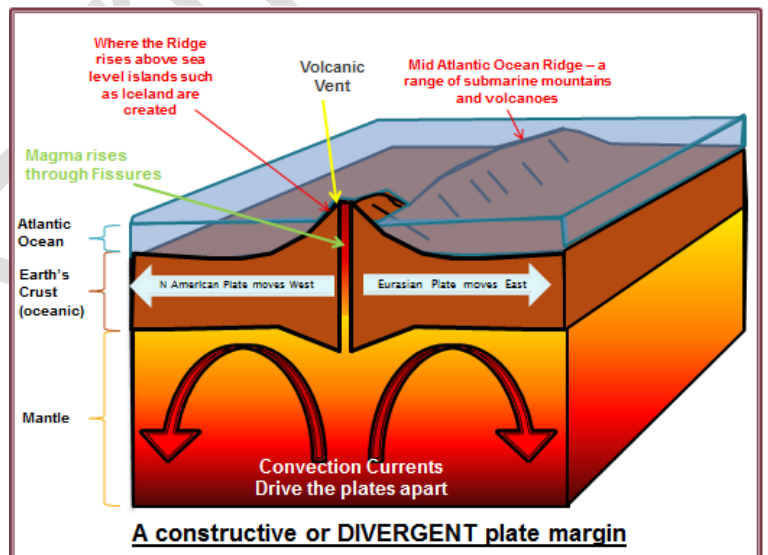 Where the Ridge
rises above sea
level islands such
as Iceland are
created
Volcanic
Vent
Mid Atlantic Ocean Ridge – a
range of submarine mountains
and volcanoes
Magma rises
through Fissures
Atlantic
Ocean
Earth's
Crust
(oceanic)
N American Plate moves West
Eurasian Plate moves East
Mantle
Convection Currents
Drive the plates apart
A constructive or DIVERGENT plate margin